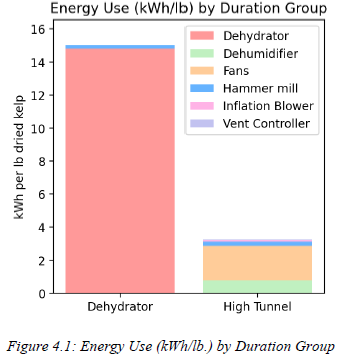 Energy Use (kWh/lb) by Duration Group
kWh per lb dried kelp
16
14
12
10
8
6
4
2
0
Dehydrator
Dehumidifier
Fans
Hammer mill
Inflation Blower
Vent Controller
Dehydrator
High Tunnel
Figure 4.1: Energy Use (kWh/lb.) by Duration Group